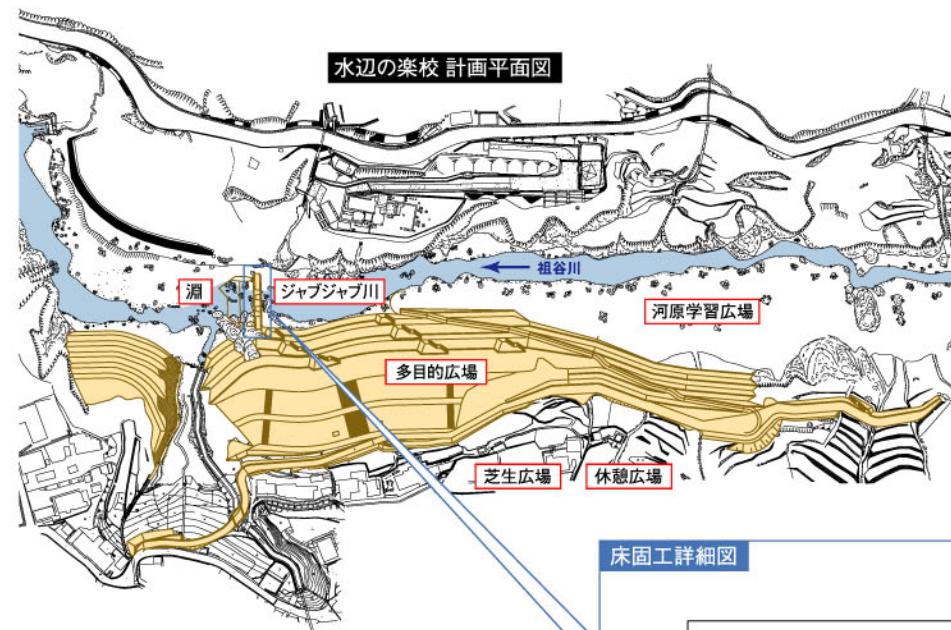 水辺の楽校 計画平面図
祖谷川
淵
ジャブジャブ川
河原学習広場
多目的広場
芝生広場
休憩広場
床固工詳細図